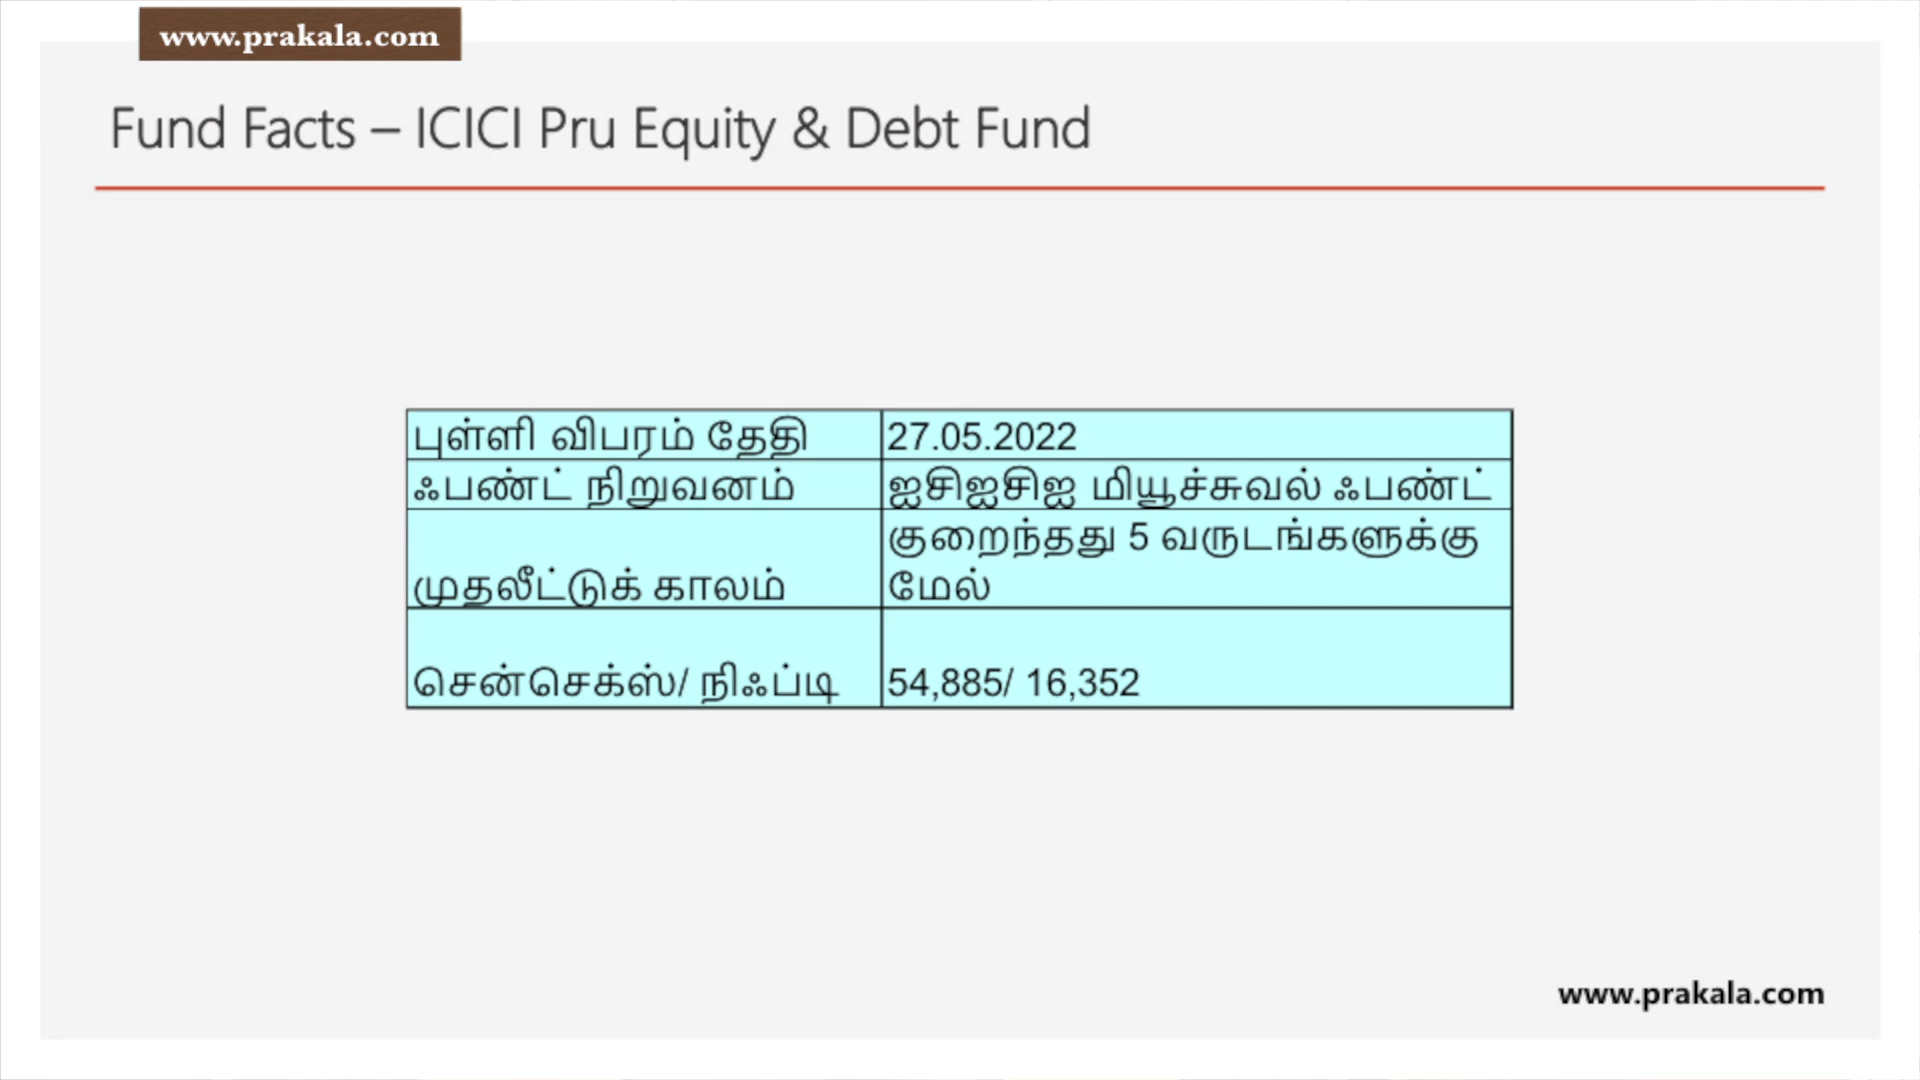 www.prakala.com
Fund Facts – ICICI Pru Equity & Debt Fund
புள்ளி விபரம் தேதி 27.05.2022
ஃபண்ட் நிறுவனம் ஐசிஐசிஐ மியூச்சுவல் ஃபண்ட்
முதலீட்டுக் காலம் குறைந்தது 5 வருடங்களுக்கு
மேல்
சென்செக்ஸ்/ நிஃப்டி 54,885/ 16,352
www.prakala.com